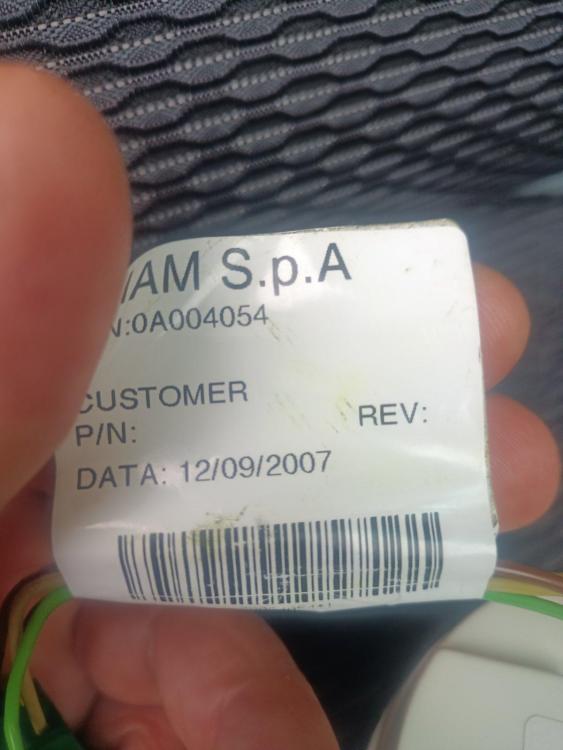 IAM S.p.A
N:0A004054
CUSTOMER
P/N:
REV:
DATA: 12/09/2007